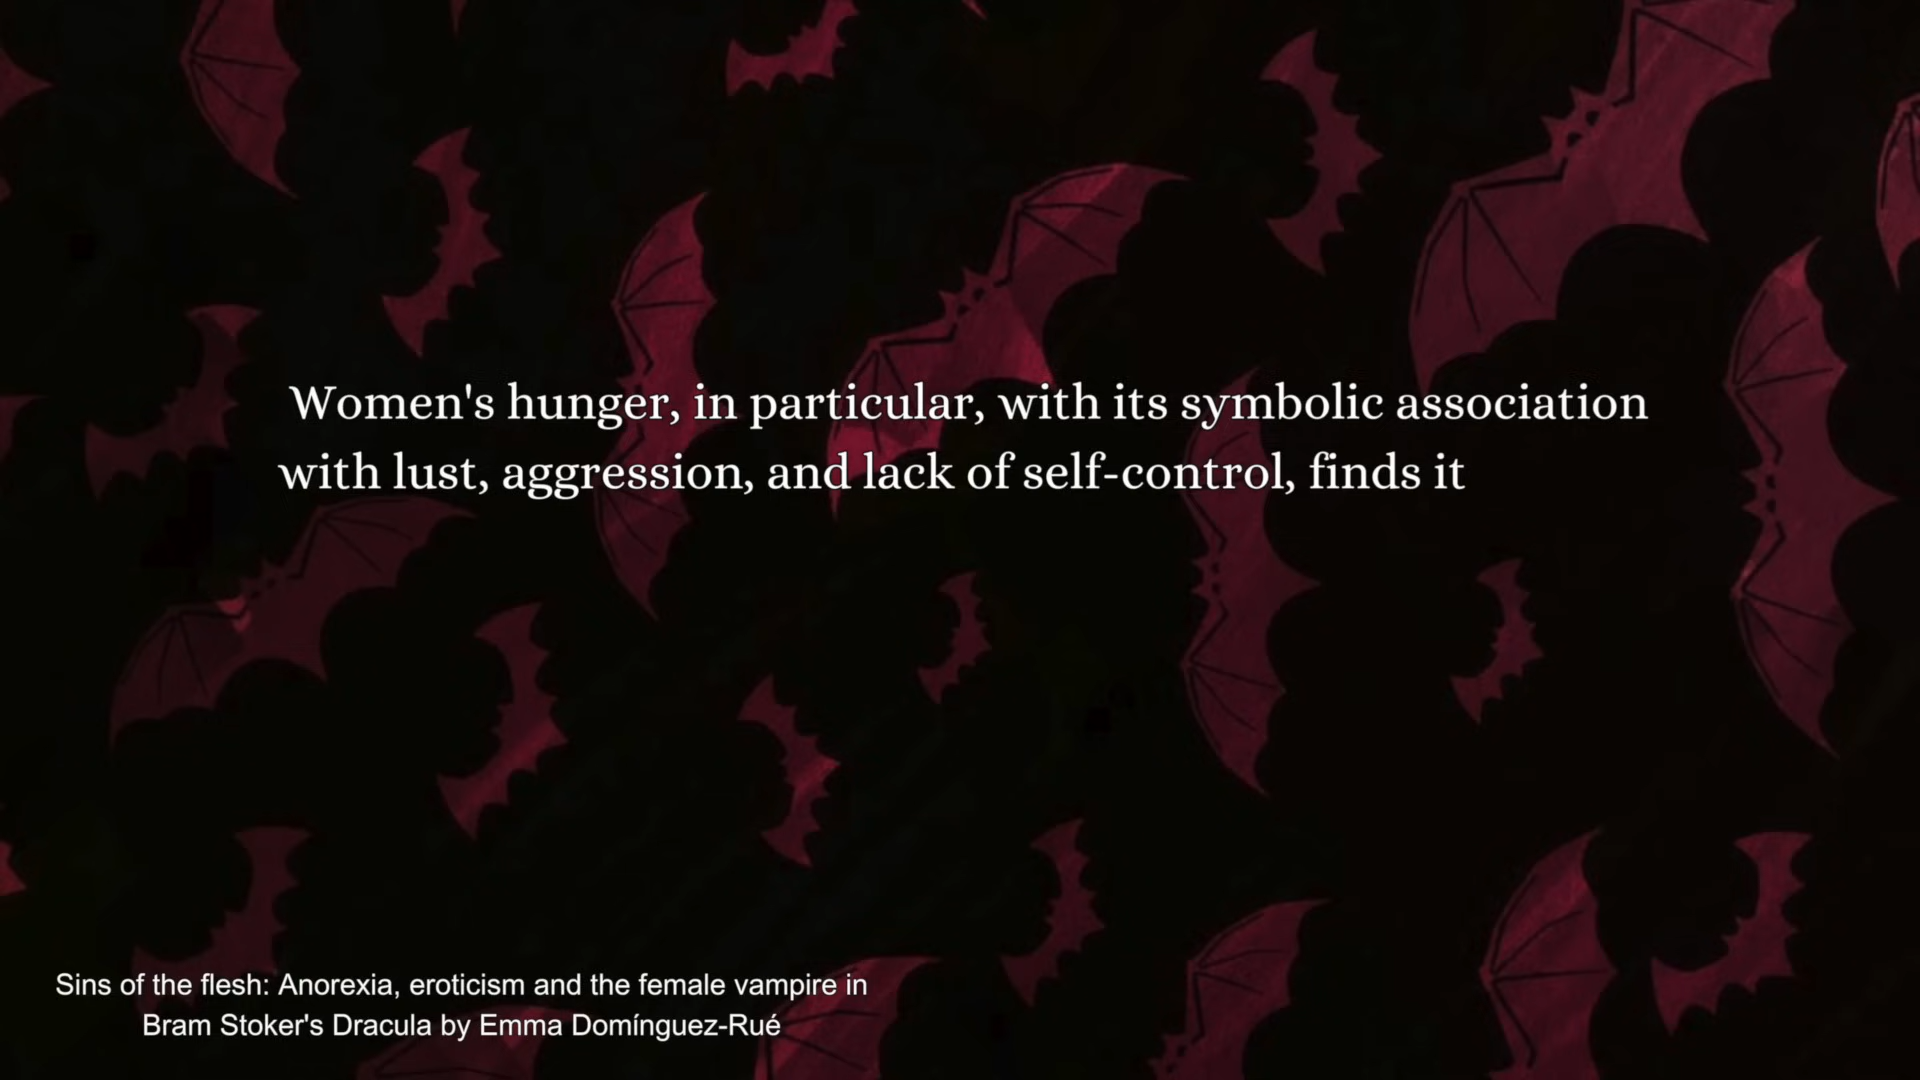 Women's hunger, in particular, with its symbolic association
with lust, aggression, and lack of self-control, finds it
Sins of the flesh: Anorexia, eroticism and the female vampire in
Bram Stoker's Dracula by Emma Domínguez-Rué